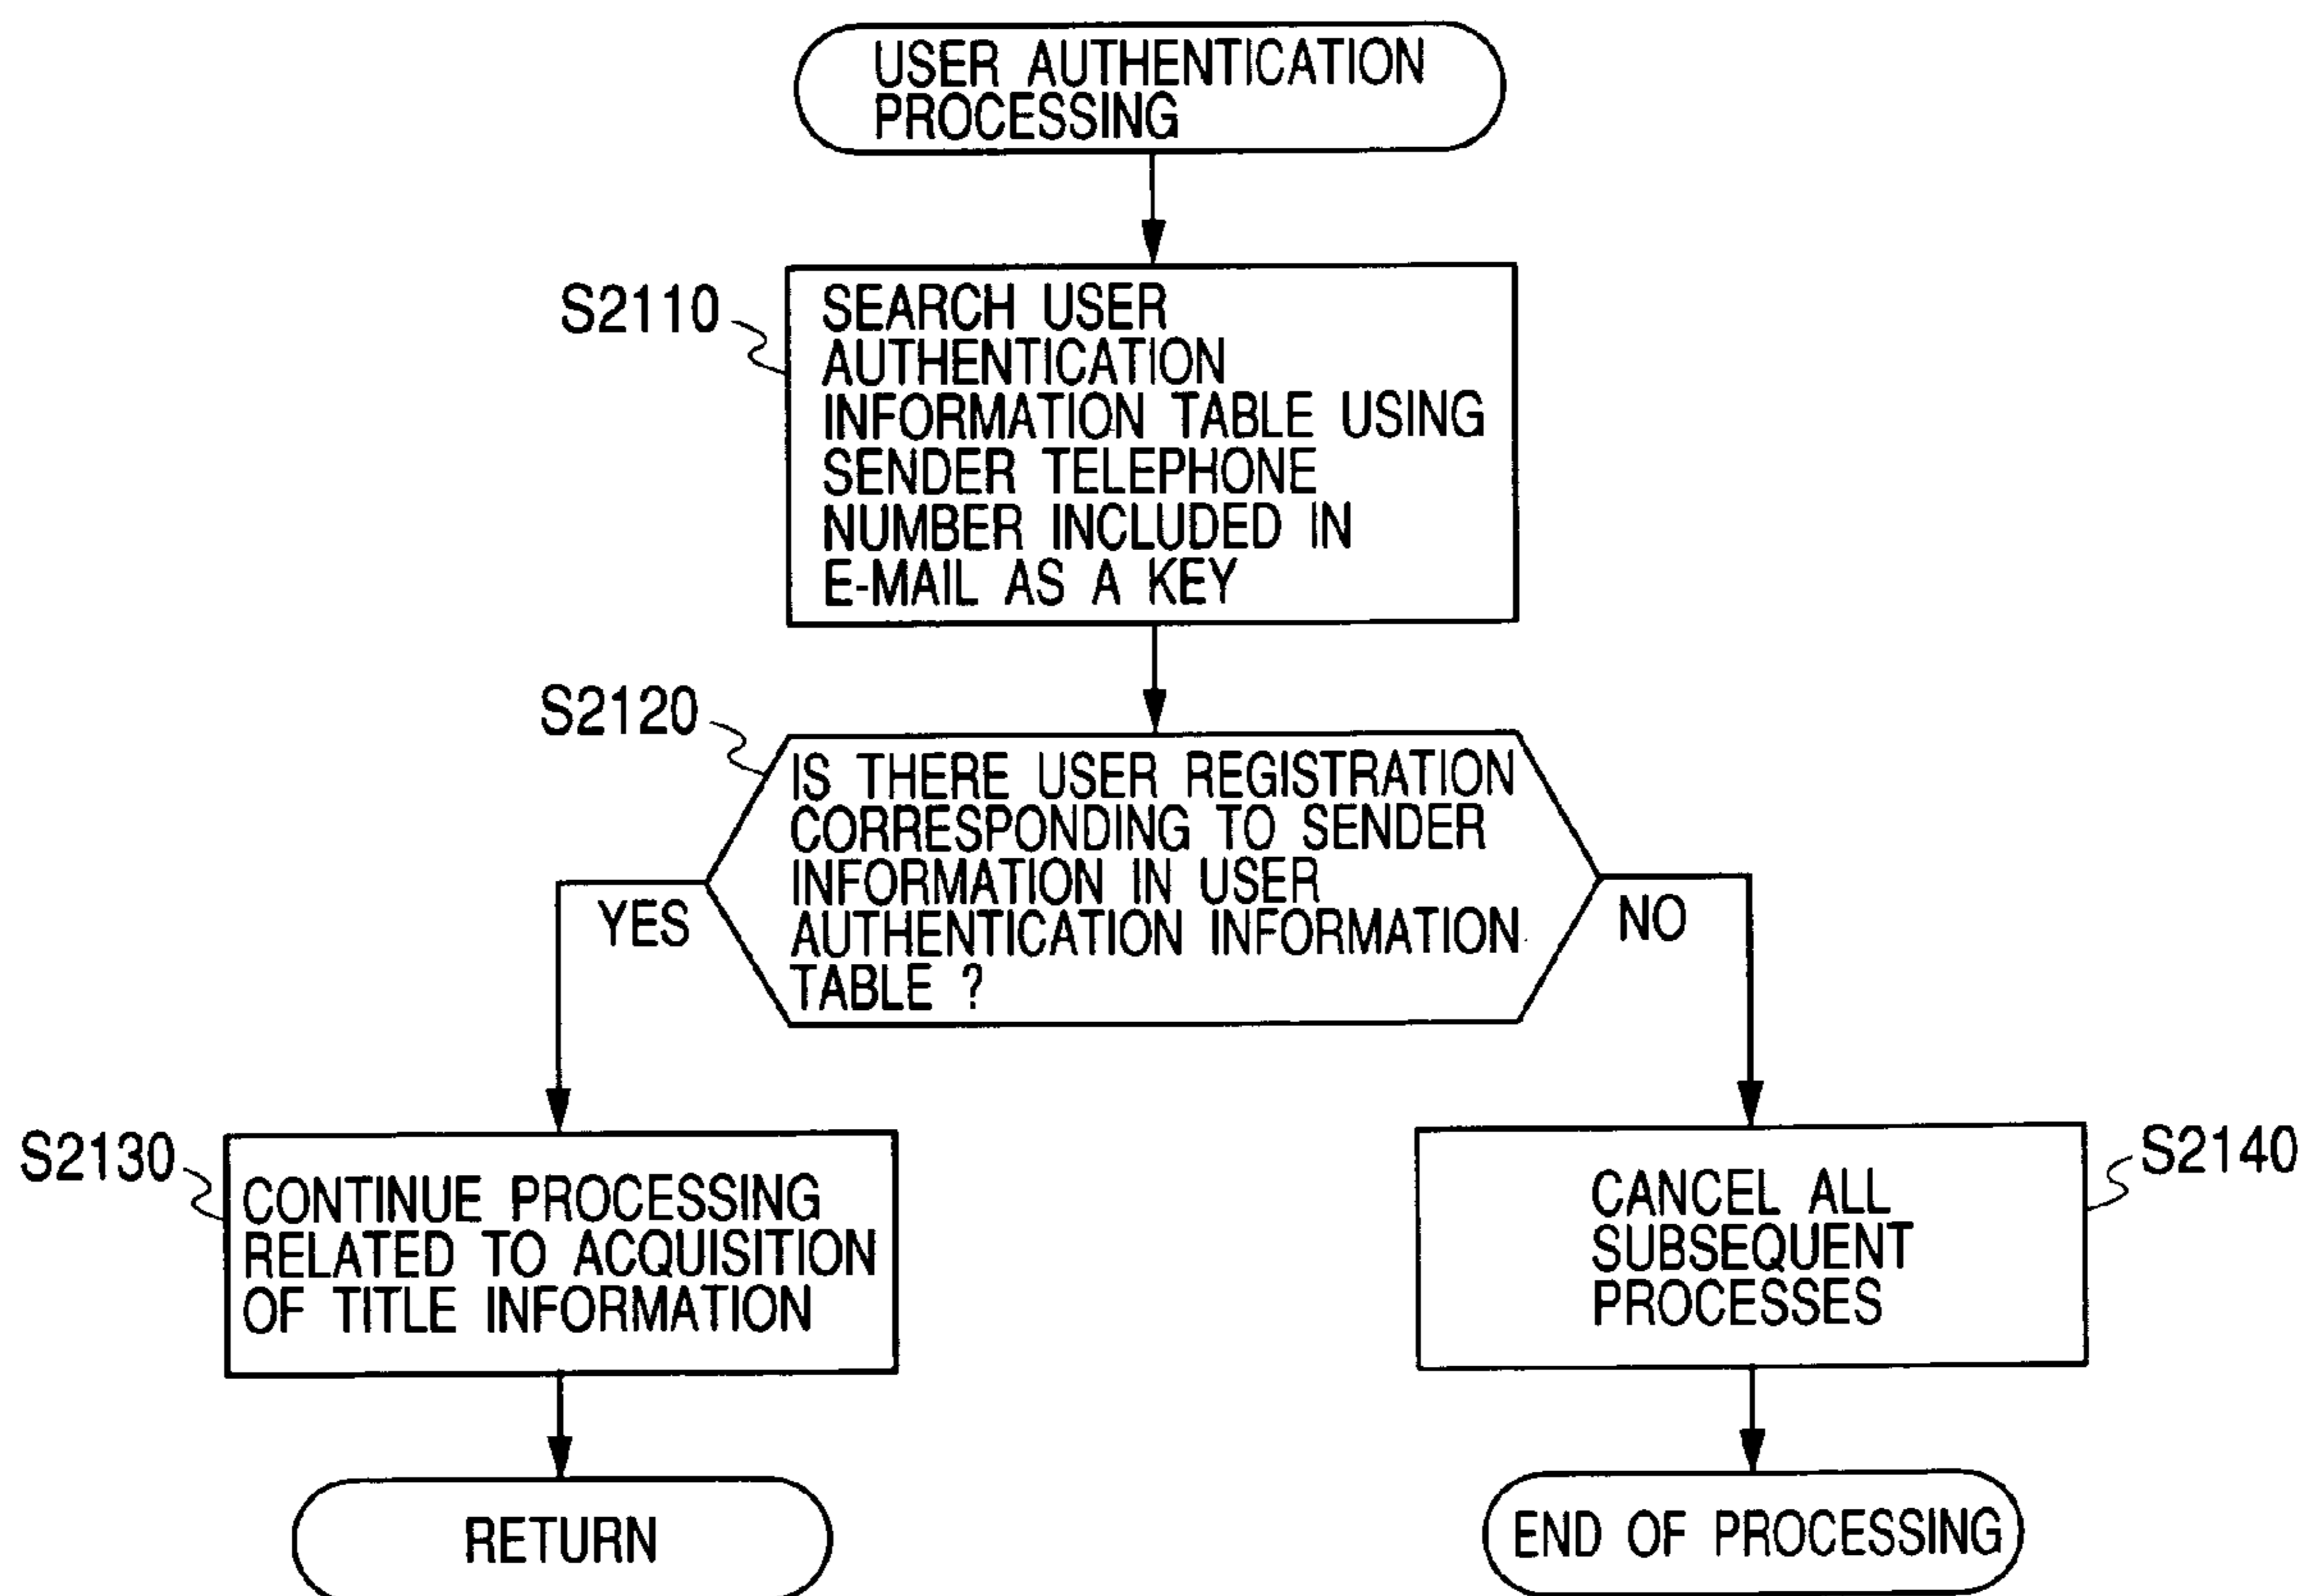 USER AUTHENTICATION
PROCESSING
S2110
SEARCH USER
AUTHENTICATION
INFORMATION TABLE USING
SENDER TELEPHONE
NUMBER INCLUDED IN
E-MAIL AS A KEY
S2120
IS THERE USER REGISTRATION
CORRESPONDING TO SENDER
INFORMATION IN USER
AUTHENTICATION INFORMATION
TABLE ?
YES
NO
S2130
CONTINUE PROCESSING
RELATED TO ACQUISITION
OF TITLE INFORMATION
S2140
CANCEL ALL
SUBSEQUENT
PROCESSES
RETURN
END OF PROCESSING